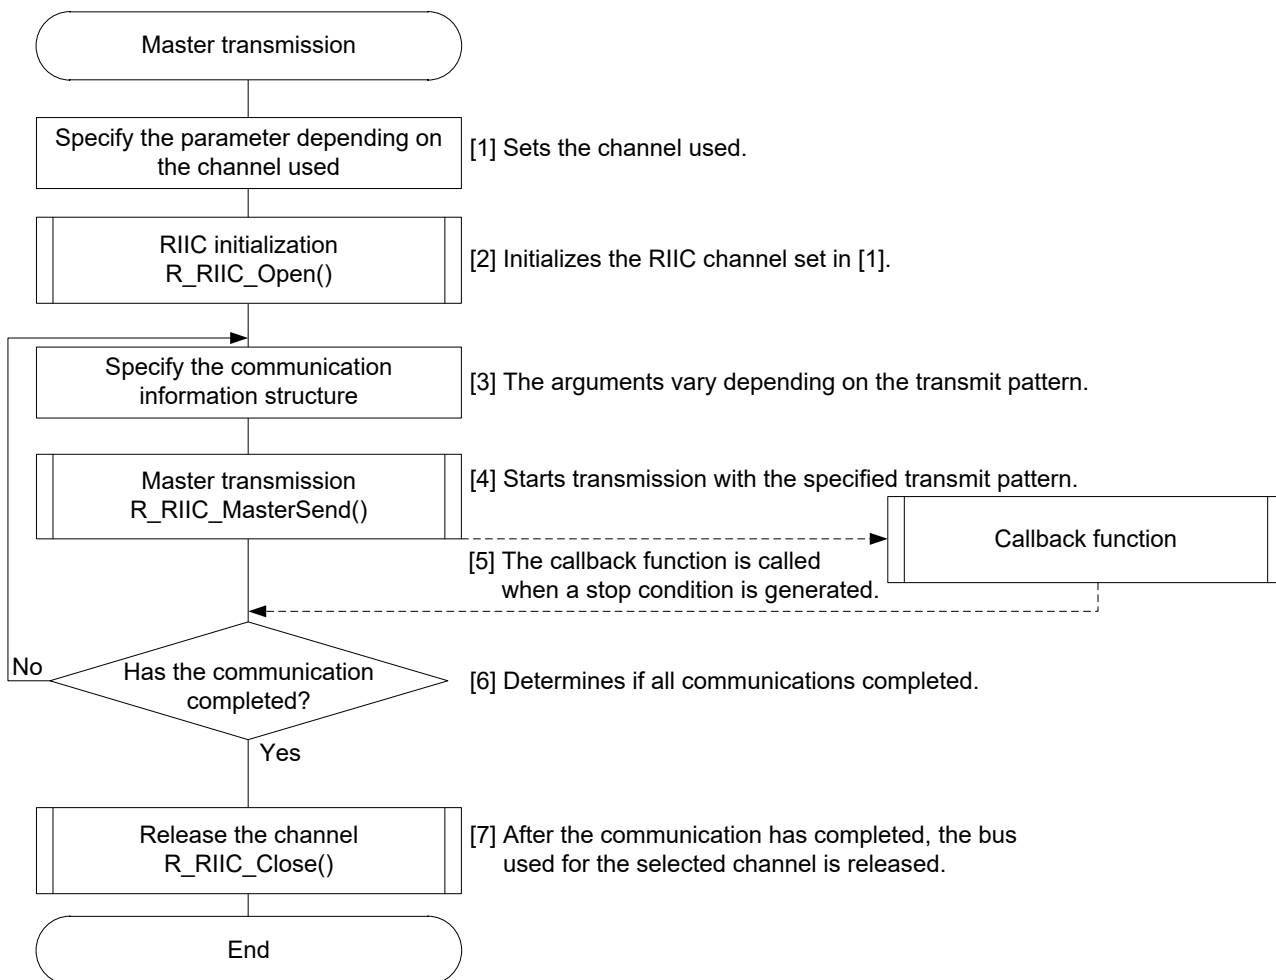 Master transmission
Specify the parameter depending on
the channel used
[1] Sets the channel used.
RIIC initialization
R_RIIC_Open()
[2] Initializes the RIIC channel set in [1].
Specify the communication
information structure
[3] The arguments vary depending on the transmit pattern.
Master transmission
R_RIIC_MasterSend()
[4] Starts transmission with the specified transmit pattern.
Callback function
[5] The callback function is called
when a stop condition is generated.
No
Has the communication
completed?
[6] Determines if all communications completed.
Yes
Release the channel
R_RIIC_Close()
[7] After the communication has completed, the bus
used for the selected channel is released.
End